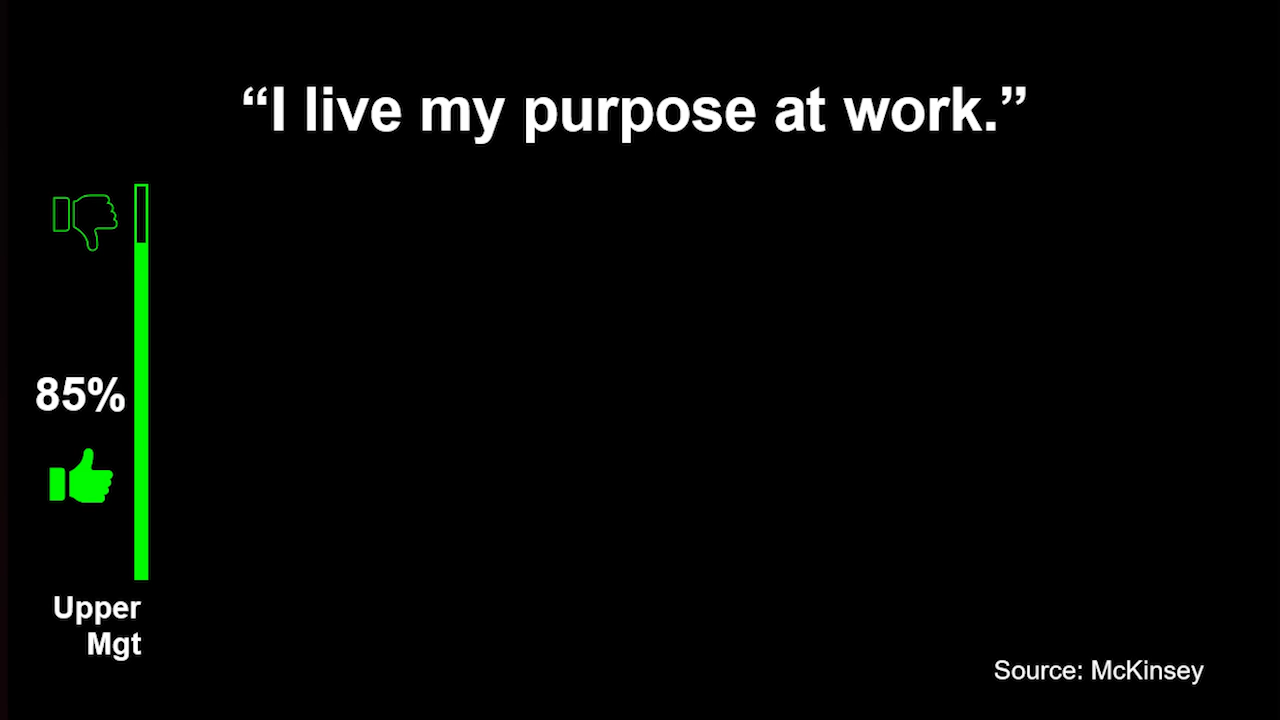 “I live my purpose at work.”
85%
Upper
Mgt
Source: McKinsey